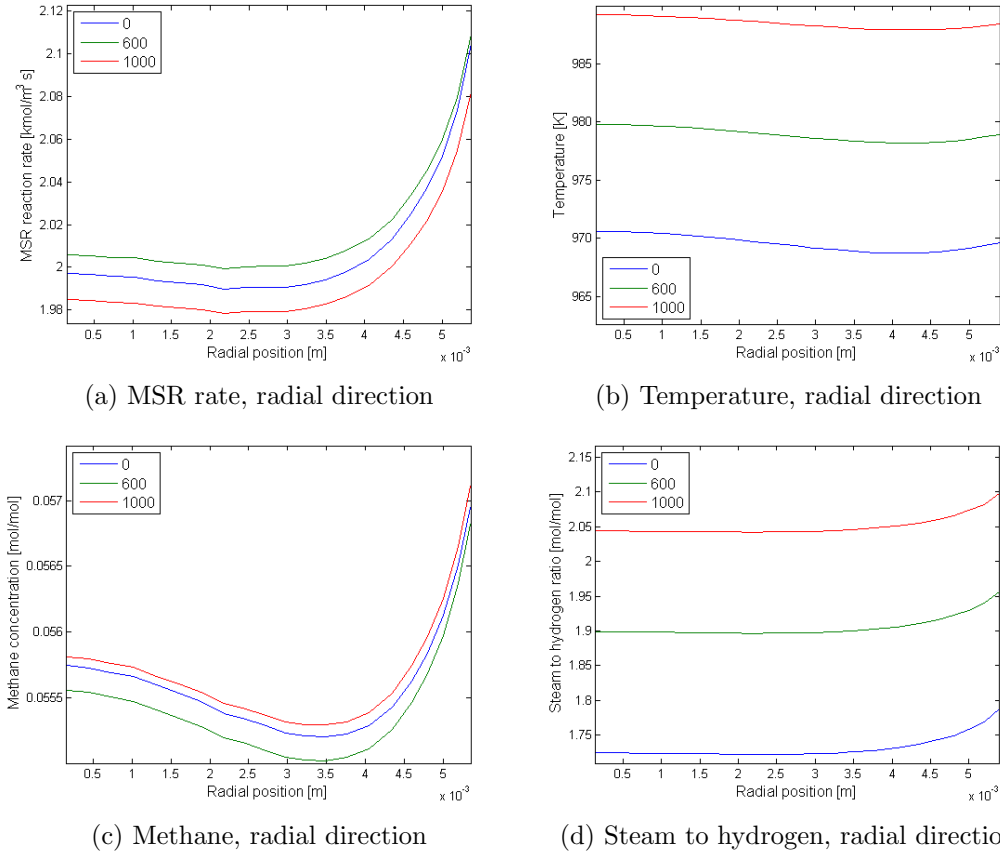 2.12
2.1
2.08
2.06
2.04
2.02
2
1.98
MSR reaction rate [kmol/m³ s]
0
600
1000
0.5 1 1.5 2 2.5 3 3.5 4 4.5 5
Radial position [m]
x 10⁻³
(a) MSR rate, radial direction
985
980
975
970
965
Temperature [K]
0
600
1000
0.5 1 1.5 2 2.5 3 3.5 4 4.5 5
Radial position [m]
x 10⁻³
(b) Temperature, radial direction
0.057
0.0565
0.056
0.0555
Methane concentration [mol/mol]
0
600
1000
0.5 1 1.5 2 2.5 3 3.5 4 4.5 5
Radial position [m]
x 10⁻³
(c) Methane, radial direction
2.15
2.1
2.05
2
1.95
1.9
1.85
1.8
1.75
Steam to hydrogen ratio [mol/mol]
0
600
1000
0.5 1 1.5 2 2.5 3 3.5 4 4.5 5
Radial position [m]
x 10⁻³
(d) Steam to hydrogen, radial directio